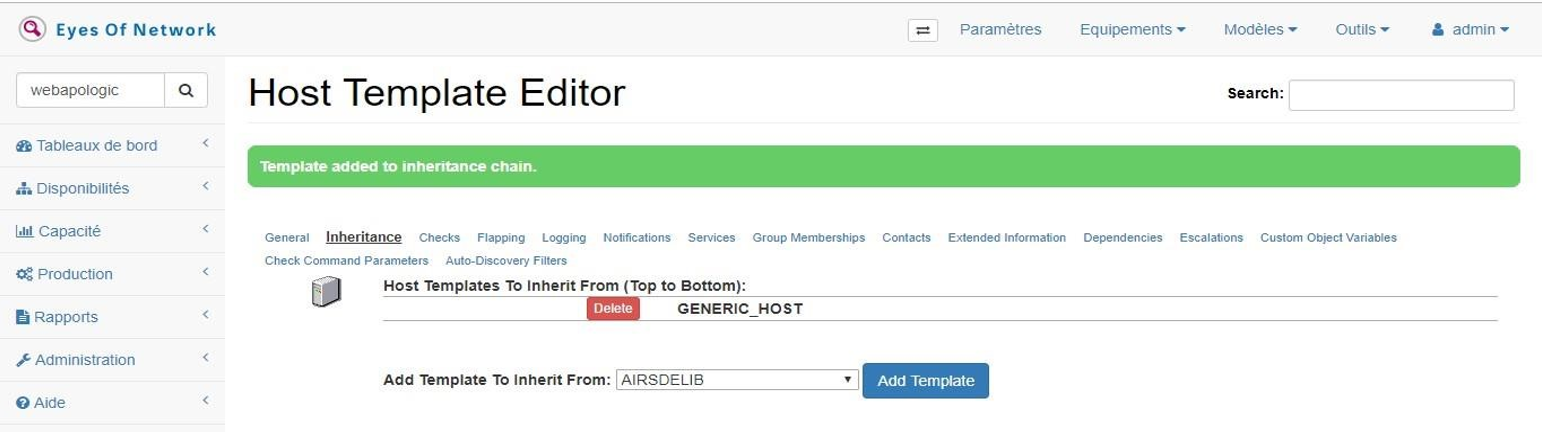 Eyes Of Network
Paramètres Equipements Modèles Outils admin
webapologic
Host Template Editor
Search:
Tableaux de bord
Template added to inheritance chain.
Disponibilités
Capacité
General Inheritance Checks Flapping Logging Notifications Services Group Memberships Contacts Extended Information Dependencies Escalations Custom Object Variables
Check Command Parameters Auto-Discovery Filters
Production
Host Templates To Inherit From (Top to Bottom):
Delete GENERIC_HOST
Rapports
Administration
Add Template To Inherit From: AIRSDELIB Add Template
Aide